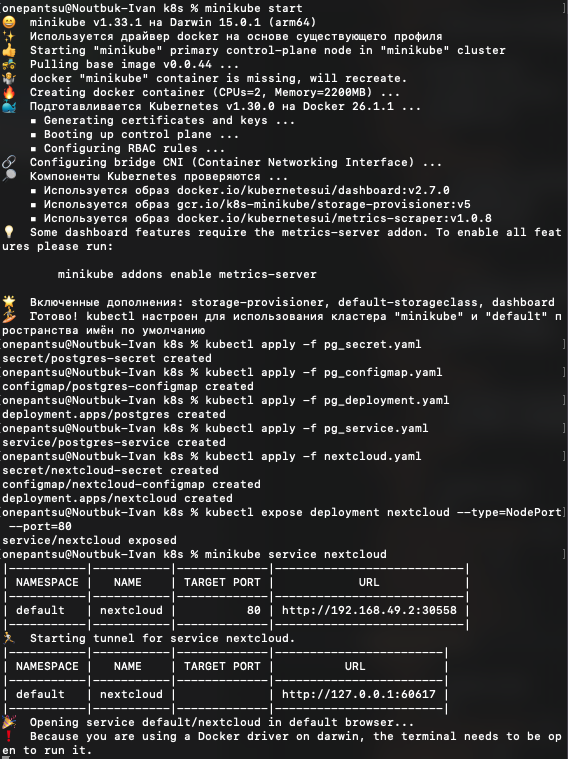 onepantsu@Noutbuk-Ivan k8s % minikube start
😄  minikube v1.33.1 на Darwin 15.0.1 (arm64)
✨  Используется драйвер docker на основе существующего профиля
👍  Starting "minikube" primary control-plane node in "minikube" cluster
🚜  Pulling base image v0.0.44 ...
🤷  docker "minikube" container is missing, will recreate.
🔥  Creating docker container (CPUs=2, Memory=2200MB) ...
🐳  Подготавливается Kubernetes v1.30.0 на Docker 26.1.1 ...
    ▪ Generating certificates and keys ...
    ▪ Booting up control plane ...
    ▪ Configuring RBAC rules ...
🔗  Configuring bridge CNI (Container Networking Interface) ...
🔎  Компоненты Kubernetes проверяются ...
    ▪ Используется образ docker.io/kubernetesui/dashboard:v2.7.0
    ▪ Используется образ gcr.io/k8s-minikube/storage-provisioner:v5
    ▪ Используется образ docker.io/kubernetesui/metrics-scraper:v1.0.8
💡  Some dashboard features require the metrics-server addon. To enable all feat
ures please run:
        minikube addons enable metrics-server
🌟  Включенные дополнения: storage-provisioner, default-storageclass, dashboard
🏄  Готово! kubectl настроен для использования кластера "minikube" и "default" п
ространства имён по умолчанию
onepantsu@Noutbuk-Ivan k8s % kubectl apply -f pg_secret.yaml
secret/postgres-secret created
onepantsu@Noutbuk-Ivan k8s % kubectl apply -f pg_configmap.yaml
configmap/postgres-configmap created
onepantsu@Noutbuk-Ivan k8s % kubectl apply -f pg_deployment.yaml
deployment.apps/postgres created
onepantsu@Noutbuk-Ivan k8s % kubectl apply -f pg_service.yaml
service/postgres-service created
onepantsu@Noutbuk-Ivan k8s % kubectl apply -f nextcloud.yaml
secret/nextcloud-secret created
configmap/nextcloud-configmap created
deployment.apps/nextcloud created
onepantsu@Noutbuk-Ivan k8s % kubectl expose deployment nextcloud --type=NodePort
 --port=80
service/nextcloud exposed
onepantsu@Noutbuk-Ivan k8s % minikube service nextcloud
|-----------|-----------|-------------|---------------------------|
| NAMESPACE |   NAME    | TARGET PORT |            URL            |
|-----------|-----------|-------------|---------------------------|
| default   | nextcloud |          80 | http://192.168.49.2:30558 |
|-----------|-----------|-------------|---------------------------|
🏃  Starting tunnel for service nextcloud.
|-----------|-----------|-------------|------------------------|
| NAMESPACE |   NAME    | TARGET PORT |          URL           |
|-----------|-----------|-------------|------------------------|
| default   | nextcloud |             | http://127.0.0.1:60617 |
|-----------|-----------|-------------|------------------------|
🎉  Opening service default/nextcloud in default browser...
❗  Because you are using a Docker driver on darwin, the terminal needs to be op
en to run it.